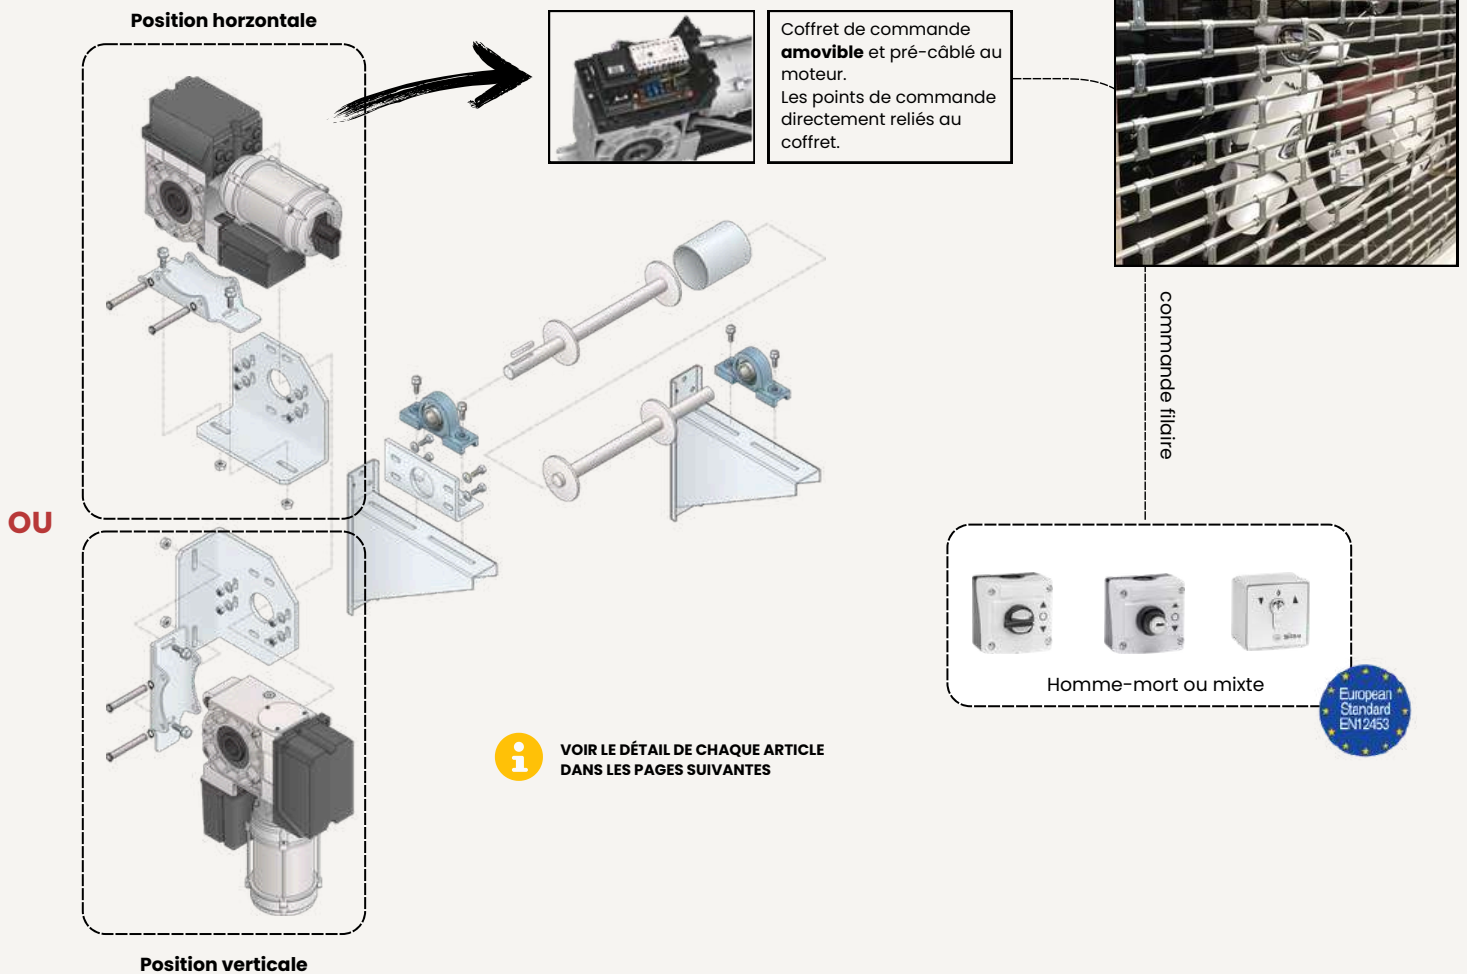 Position horzontale
Coffret de commande
amovible et pré-câblé au
moteur.
Les points de commande
directement reliés au
coffret.
commande filaire
OU
Homme-mort ou mixte
European
Standard
EN12453
VOIR LE DÉTAIL DE CHAQUE ARTICLE
DANS LES PAGES SUIVANTES
Position verticale